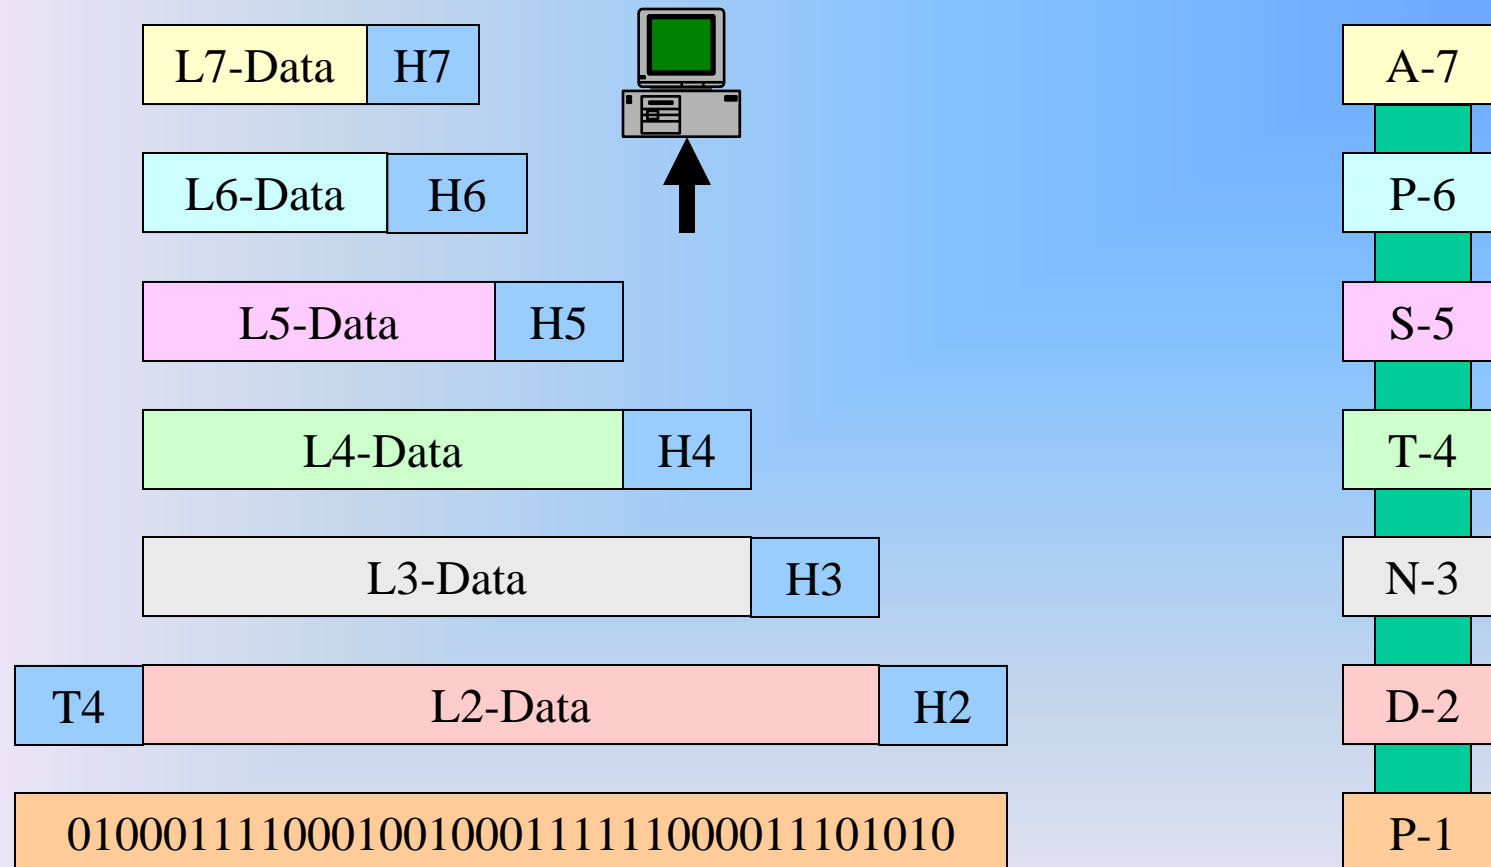 L7-Data H7 A-7
L6-Data H6 P-6
L5-Data H5 S-5
L4-Data H4 T-4
L3-Data H3 N-3
T4 L2-Data H2 D-2
0100011110001001000111111000011101010 P-1